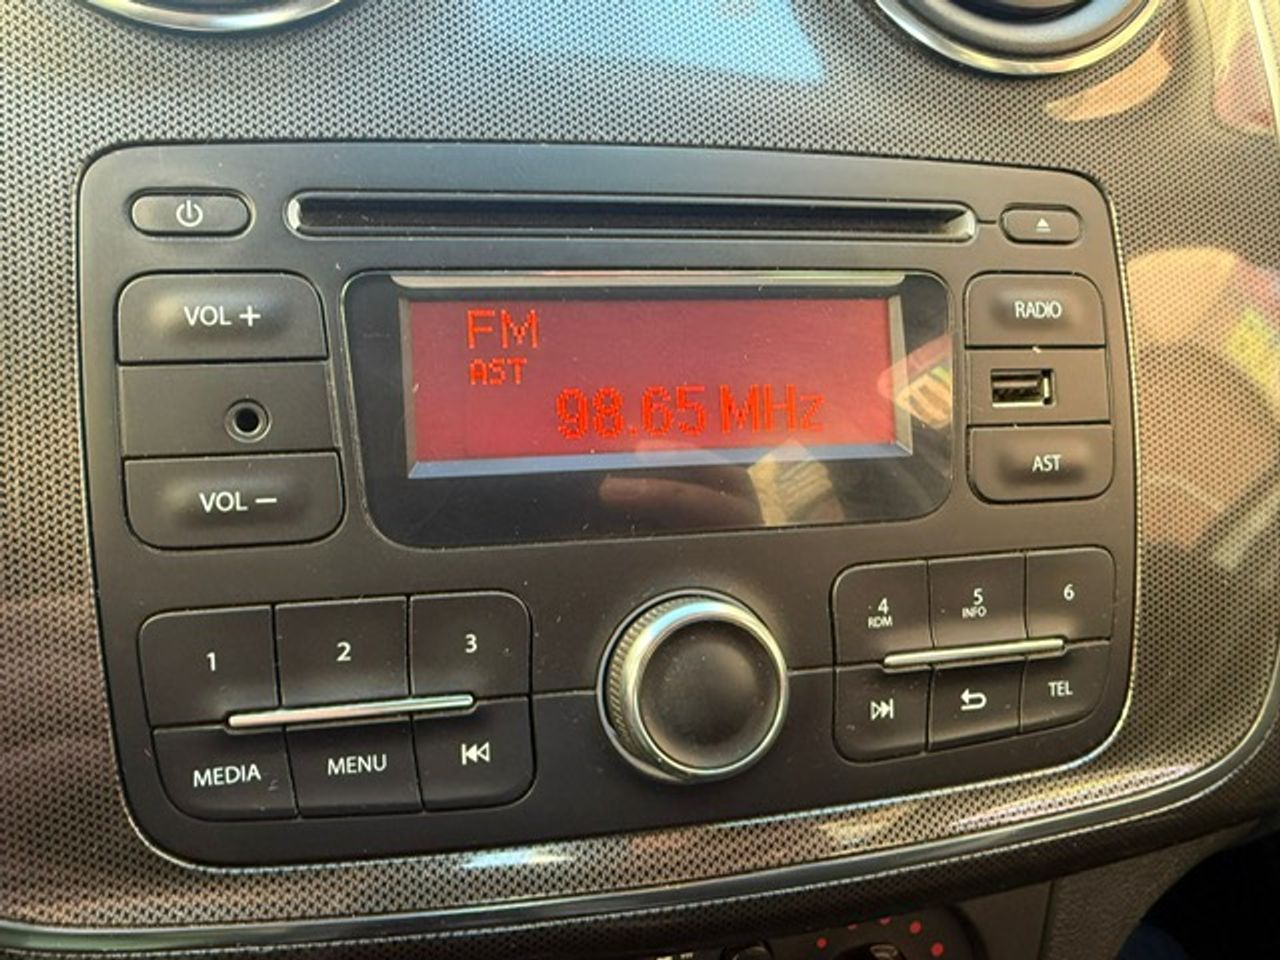 VOL +
VOL −
FM
AST
98.65 MHz
RADIO
AST
1
2
3
MEDIA
MENU
4
RDM
5
INFO
6
TEL